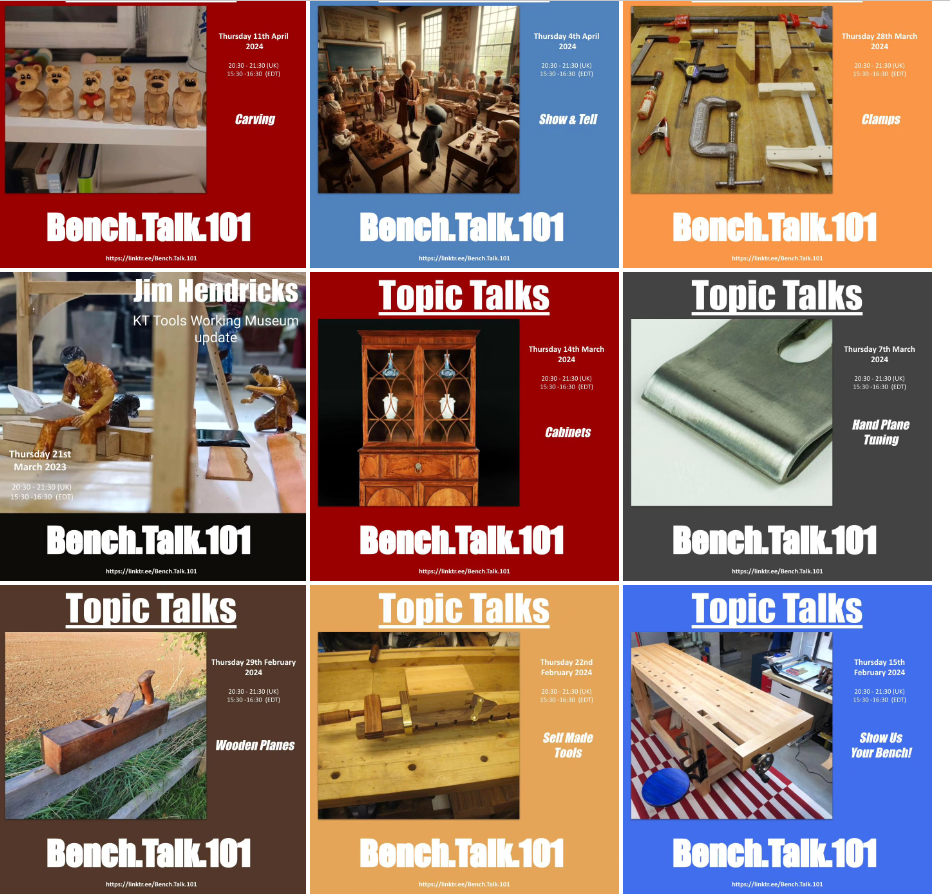 Thursday 11th April
2024
20:30 - 21:30 (UK)
15:30 -16:30 (EDT)
Carving
Bench.Talk.101
https://linktr.ee/Bench.Talk.101
Thursday 4th April
2024
20:30 - 21:30 (UK)
15:30 -16:30 (EDT)
Show & Tell
Bench.Talk.101
https://linktr.ee/Bench.Talk.101
Thursday 28th March
2024
20:30 - 21:30 (UK)
15:30 -16:30 (EDT)
Clamps
Bench.Talk.101
https://linktr.ee/Bench.Talk.101
Jim Hendricks
KT Tools Working Museum
update
Thursday 21st
March 2023
20:30 - 21:30 (UK)
15:30 -16:30 (EDT)
Bench.Talk.101
https://linktr.ee/Bench.Talk.101
Topic Talks
Thursday 14th March
2024
20:30 - 21:30 (UK)
15:30 -16:30 (EDT)
Cabinets
Bench.Talk.101
https://linktr.ee/Bench.Talk.101
Topic Talks
Thursday 7th March
2024
20:30 - 21:30 (UK)
15:30 -16:30 (EDT)
Hand Plane
Tuning
Bench.Talk.101
https://linktr.ee/Bench.Talk.101
Topic Talks
Thursday 29th February
2024
20:30 - 21:30 (UK)
15:30 -16:30 (EDT)
Wooden Planes
Bench.Talk.101
https://linktr.ee/Bench.Talk.101
Topic Talks
Thursday 22nd
February 2024
20:30 - 21:30 (UK)
15:30 -16:30 (EDT)
Self Made
Tools
Bench.Talk.101
https://linktr.ee/Bench.Talk.101
Topic Talks
Thursday 15th
February 2024
20:30 - 21:30 (UK)
15:30 -16:30 (EDT)
Show Us
Your Bench!
Bench.Talk.101
https://linktr.ee/Bench.Talk.101